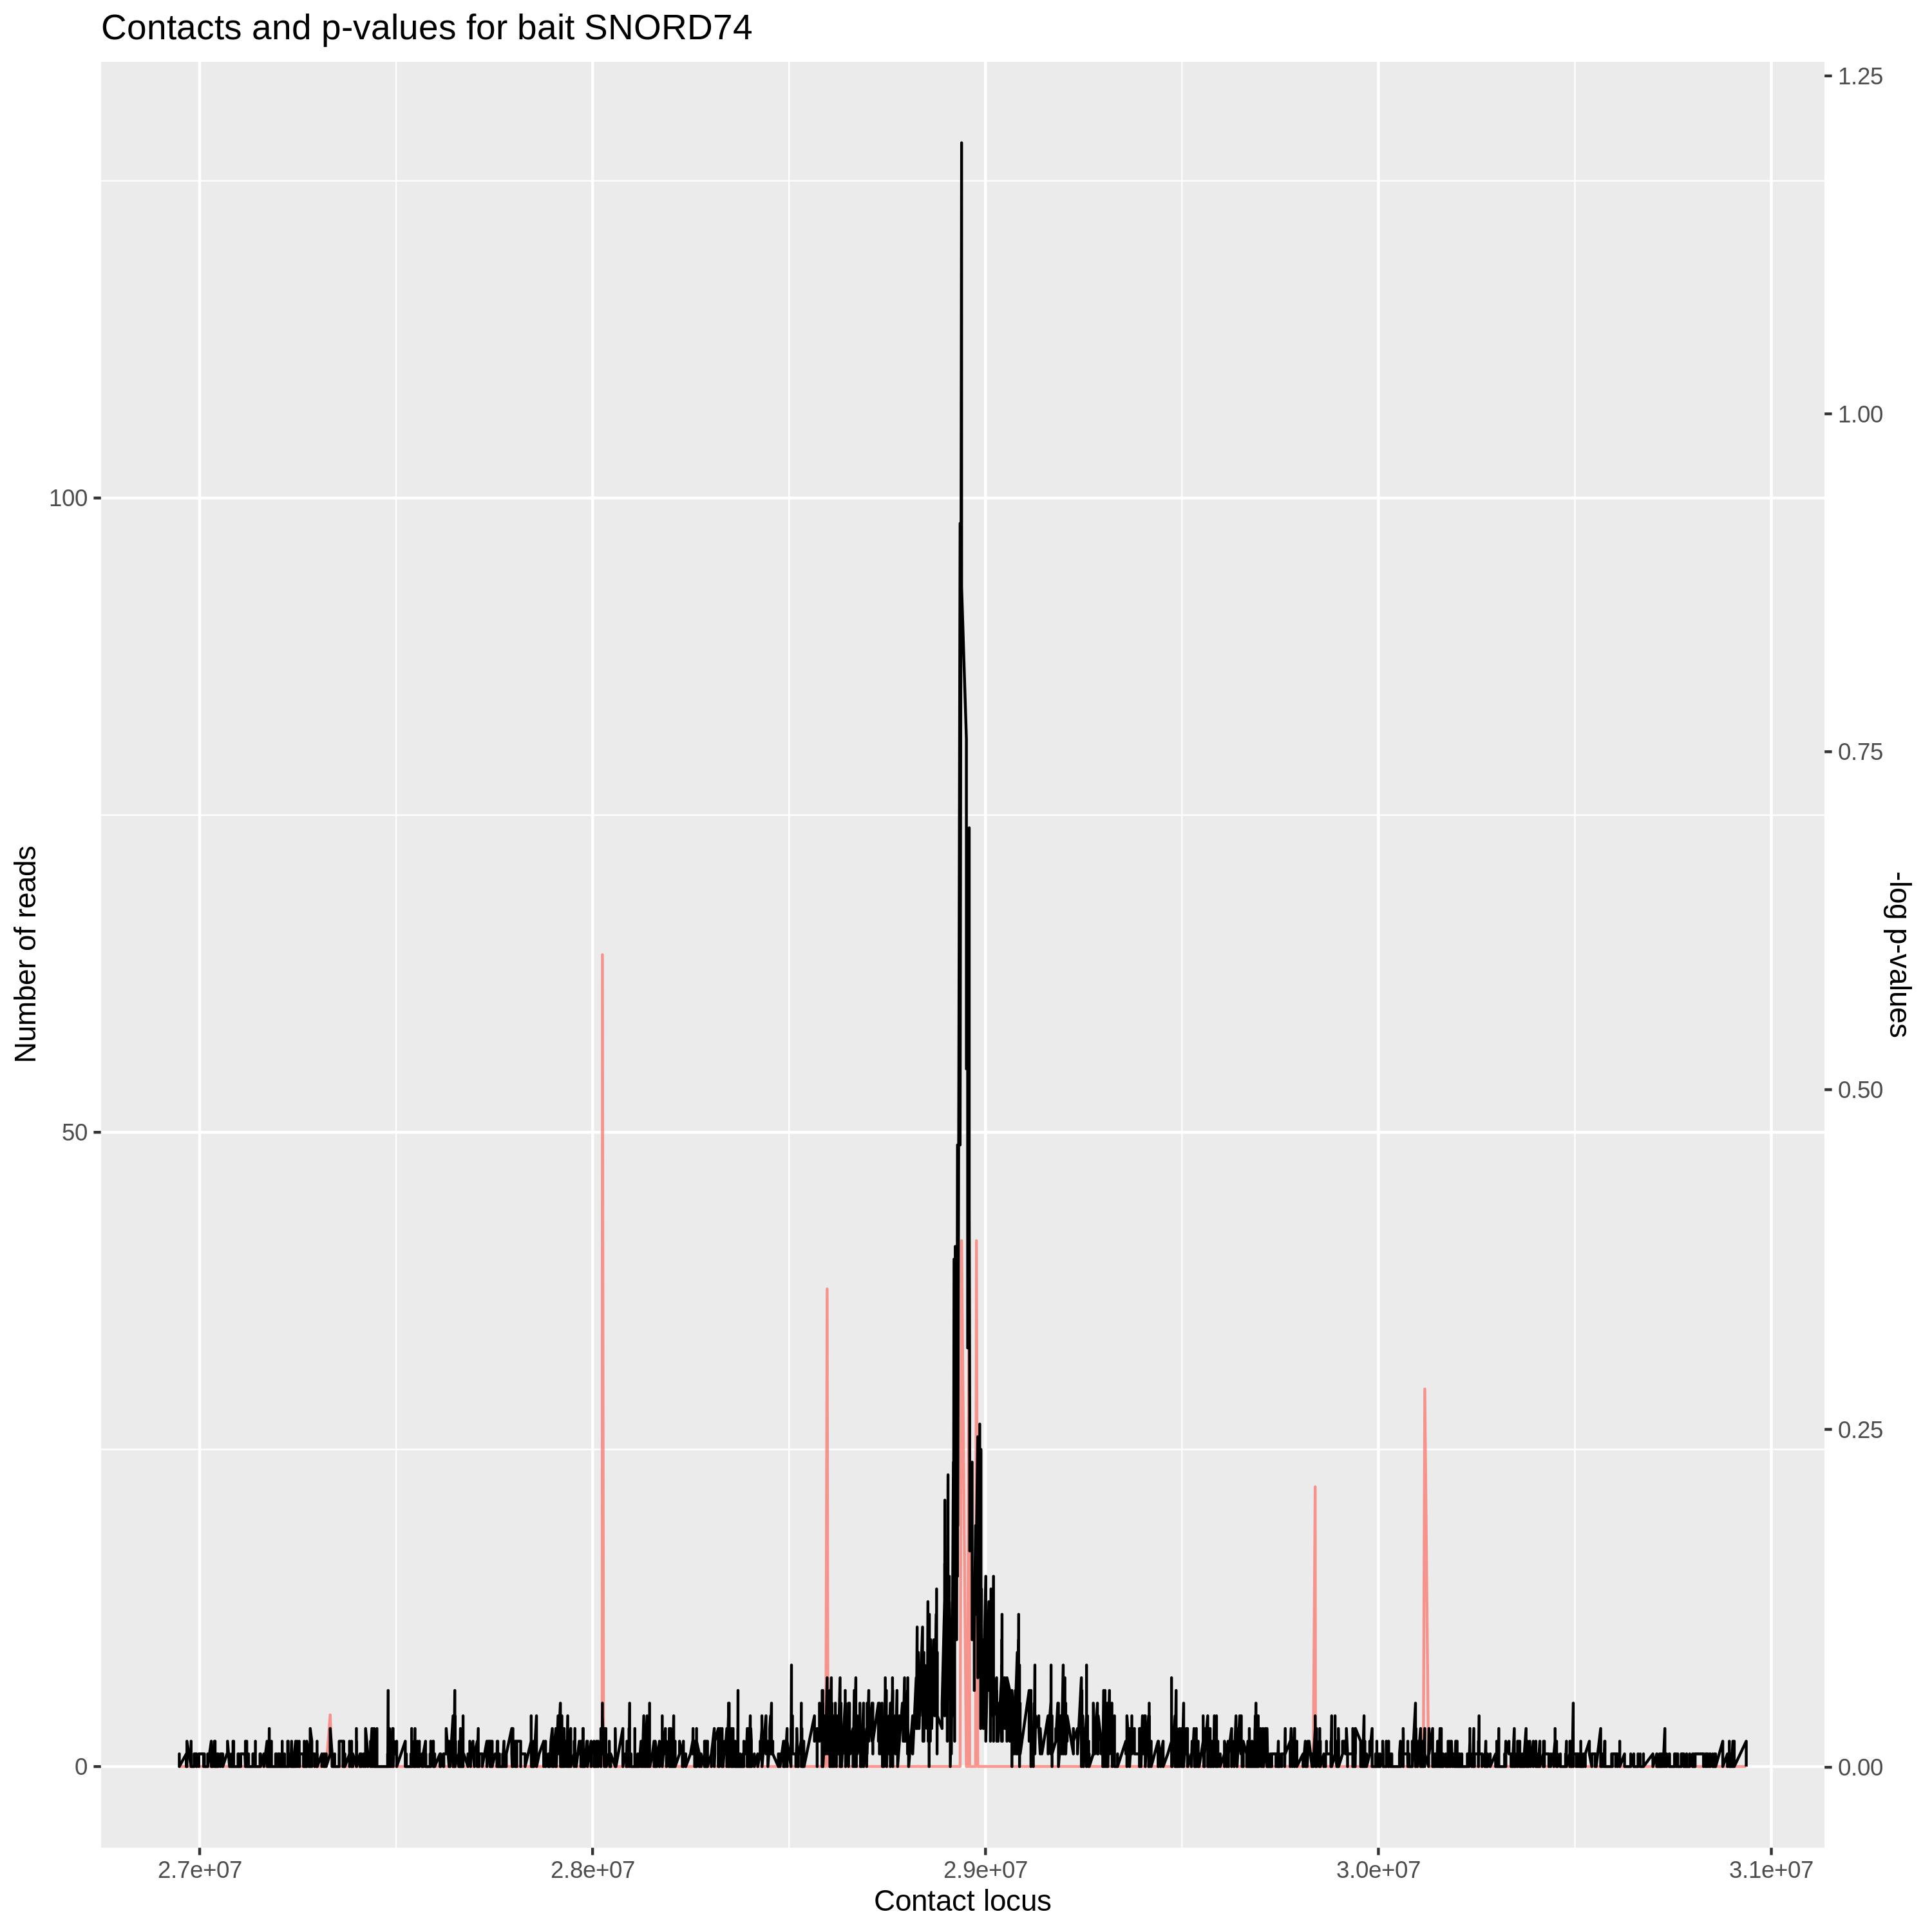 Contacts and p-values for bait SNORD74
1.25
1.00
100
0.75
Number of reads
-log p-values
0.50
50
0.25
0
0.00
2.7e+07
2.8e+07
2.9e+07
3.0e+07
3.1e+07
Contact locus